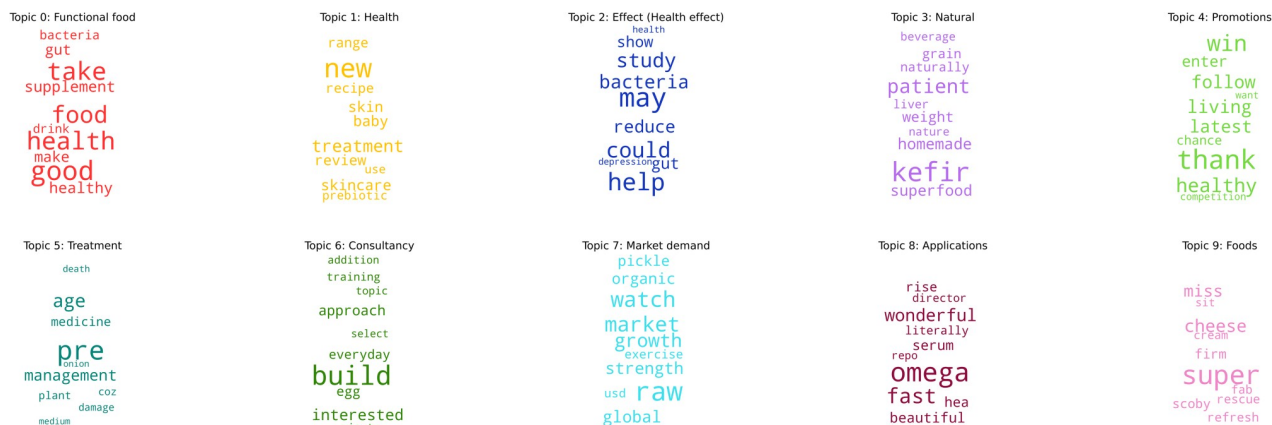 Topic 0: Functional food
bacteria
gut
take
supplement
food
drink
health
make
good
healthy
Topic 1: Health
range
new
recipe
skin
baby
treatment
review
use
skincare
prebiotic
Topic 2: Effect (Health effect)
health
show
study
bacteria
may
reduce
could
depression
gut
help
Topic 3: Natural
beverage
grain
naturally
patient
liver
weight
nature
homemade
kefir
superfood
Topic 4: Promotions
win
enter
follow
want
living
latest
chance
thank
healthy
competition
Topic 5: Treatment
death
age
medicine
pre
onion
management
plant
coz
damage
medium
Topic 6: Consultancy
addition
training
topic
approach
select
everyday
build
egg
interested
Topic 7: Market demand
pickle
organic
watch
market
growth
exercise
strength
usd
raw
global
Topic 8: Applications
rise
director
wonderful
literally
serum
repo
omega
fast
hea
beautiful
Topic 9: Foods
miss
sit
cheese
cream
firm
super
fab
rescue
scoby
refresh